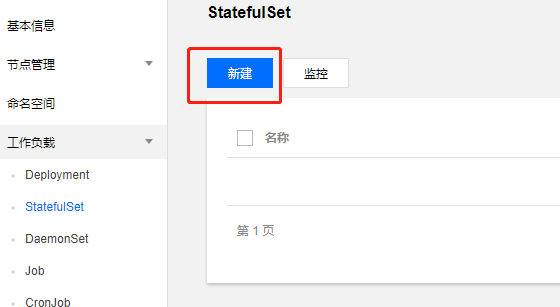 基本信息
节点管理
命名空间
工作负载
Deployment
StatefulSet
DaemonSet
Job
CronJob
StatefulSet
新建
监控
名称
第 1 页